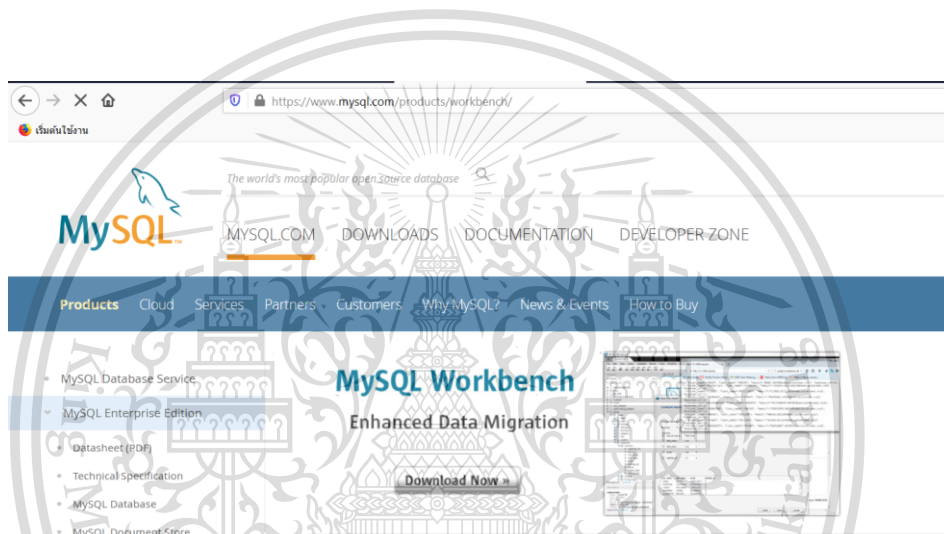 https://www.mysql.com/products/workbench/
เริ่มต้นใช้งาน
The world's most popular open source database
MySQL™
MYSQL.COM DOWNLOADS DOCUMENTATION DEVELOPER ZONE
Products Cloud Services Partners Customers Why MySQL? News & Events How to Buy
MySQL Database Service
MySQL Enterprise Edition
Datasheet (PDF)
Technical Specification
MySQL Database
MySQL Document Store
MySQL Workbench
Enhanced Data Migration
Download Now »